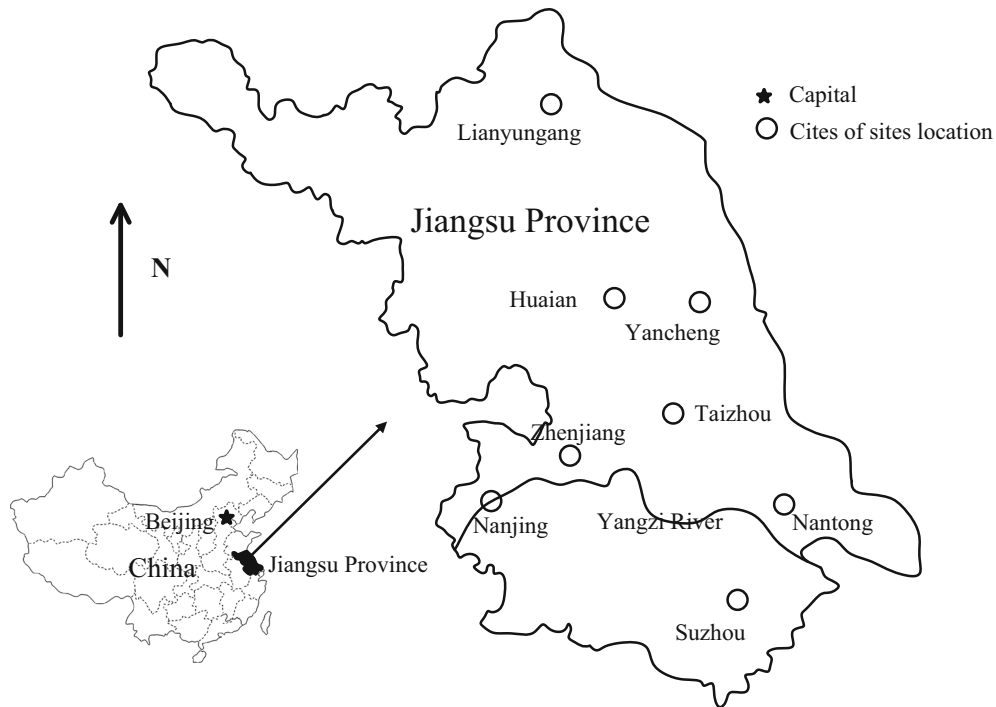 Capital
Cites of sites location
Lianyungang
Jiangsu Province
N
Huaian
Yancheng
Taizhou
Zhenjiang
Nanjing
Yangzi River
Nantong
Beijing
China
Jiangsu Province
Suzhou